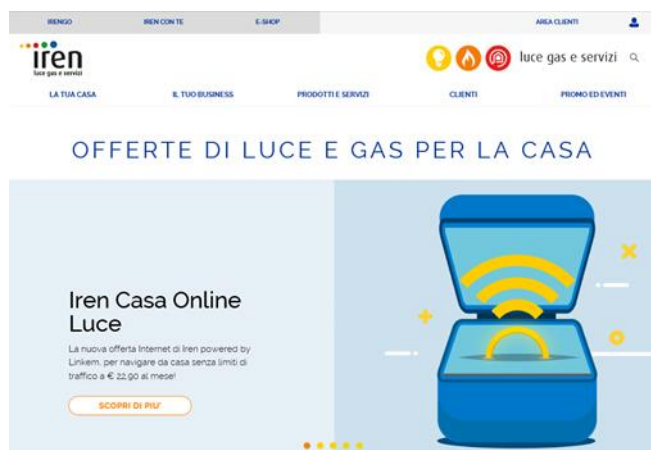 IRENGO IREN CON TE E-SHOP AREA CLIENTI
iren
luce gas e servizi
luce gas e servizi
LA TUA CASA IL TUO BUSINESS PRODOTTI E SERVIZI CLIENTI PROMO ED EVENTI
OFFERTE DI LUCE E GAS PER LA CASA
Iren Casa Online
Luce
La nuova offerta Internet di Iren powered by
Linkem, per navigare da casa senza limiti di
traffico a € 22,90 al mese!
SCOPRI DI PIU'